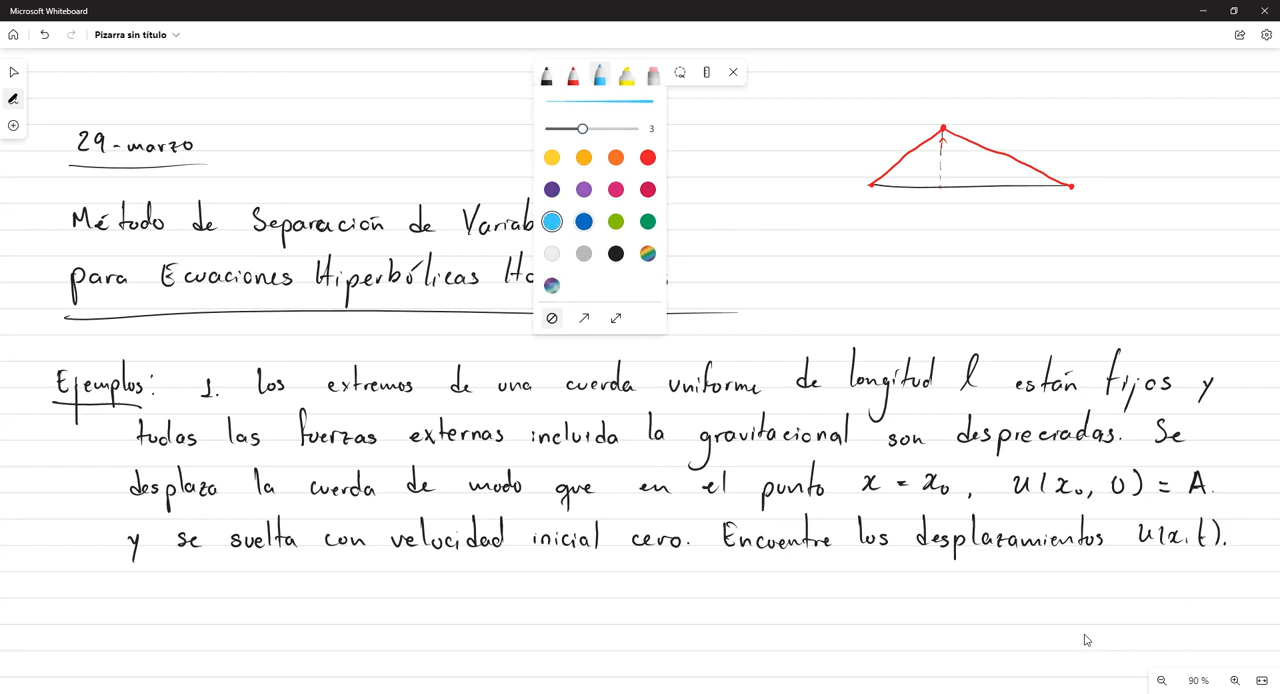 Microsoft Whiteboard
Pizarra sin título
3
29-marzo
Método de Separación de Variab
para Ecuaciones Hiperbólicas Ho
Ejemplos: 1. Los extremos de una cuerda uniforme de longitud l están fijos y
todas las fuerzas externas incluida la gravitacional son despreciadas. Se
desplaza la cuerda de modo que en el punto x = x₀, u(x₀, 0) = A.
y se suelta con velocidad inicial cero. Encuentre los desplazamientos u(x,t).
90 %